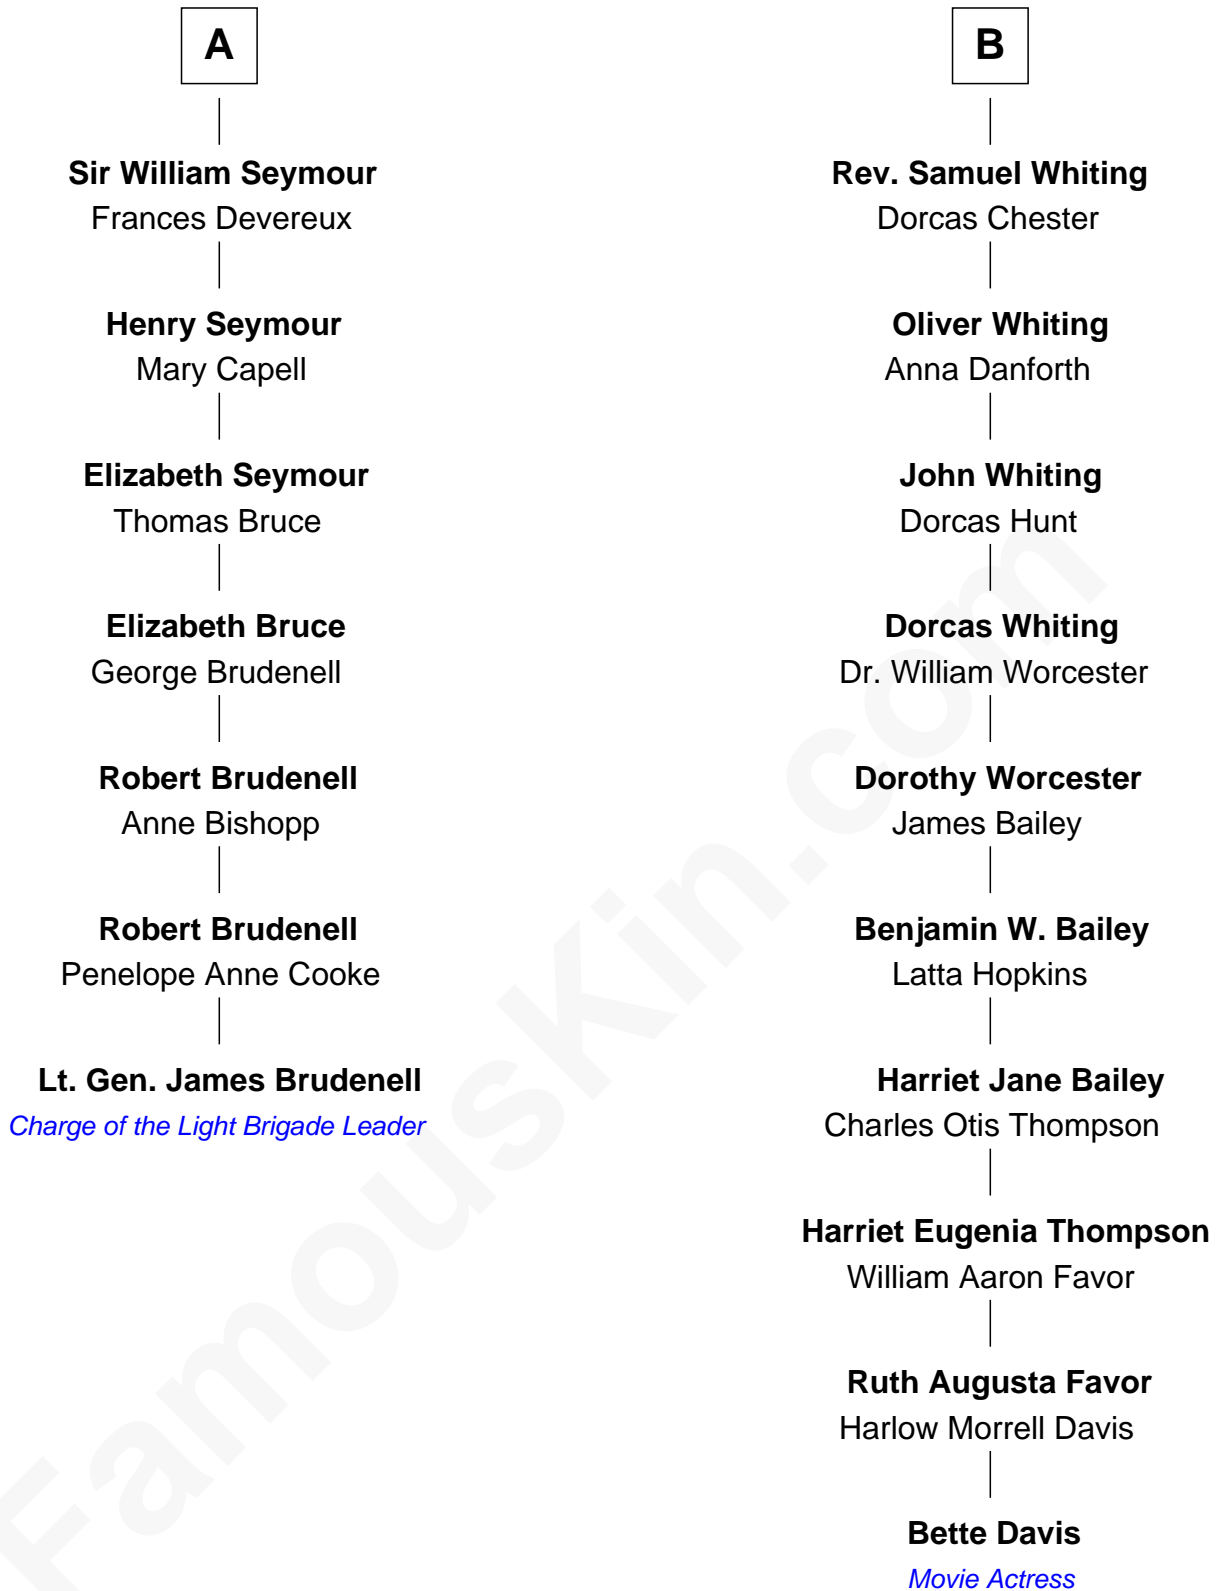 A
Sir William Seymour
Frances Devereux
Henry Seymour
Mary Capell
Elizabeth Seymour
Thomas Bruce
Elizabeth Bruce
George Brudenell
Robert Brudenell
Anne Bishopp
Robert Brudenell
Penelope Anne Cooke
Lt. Gen. James Brudenell
Charge of the Light Brigade Leader
B
Rev. Samuel Whiting
Dorcas Chester
Oliver Whiting
Anna Danforth
John Whiting
Dorcas Hunt
Dorcas Whiting
Dr. William Worcester
Dorothy Worcester
James Bailey
Benjamin W. Bailey
Latta Hopkins
Harriet Jane Bailey
Charles Otis Thompson
Harriet Eugenia Thompson
William Aaron Favor
Ruth Augusta Favor
Harlow Morrell Davis
Bette Davis
Movie Actress
FamousKin.com